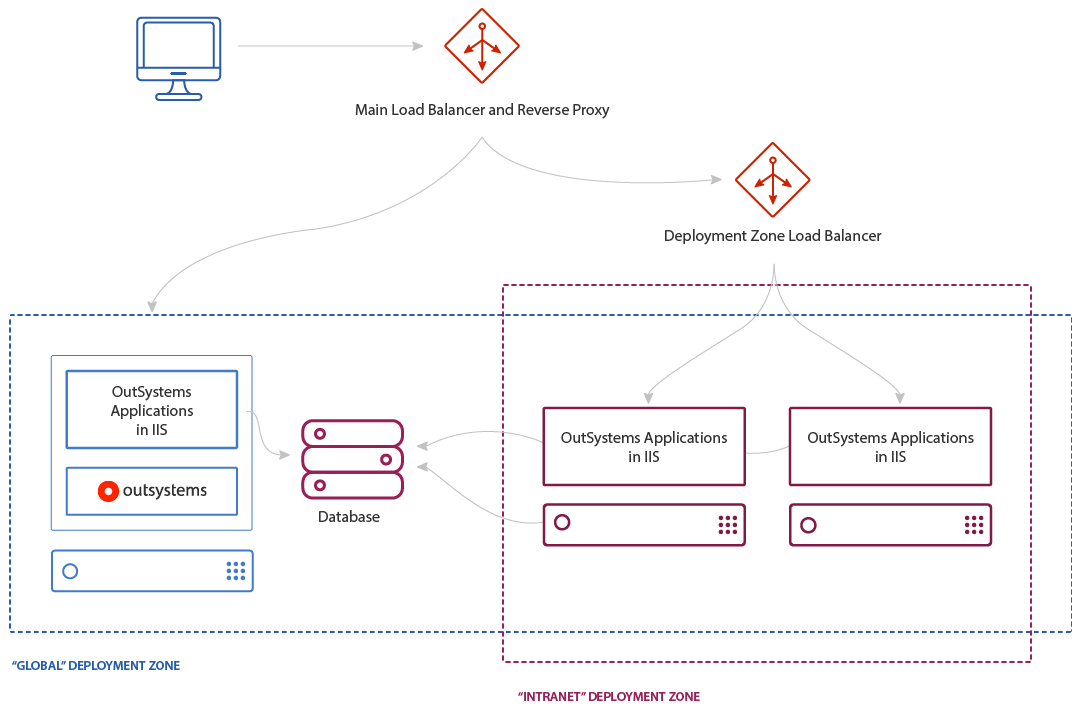 Main Load Balancer and Reverse Proxy
Deployment Zone Load Balancer
OutSystems
Applications
in IIS
outsystems
Database
OutSystems Applications
in IIS
OutSystems Applications
in IIS
“GLOBAL” DEPLOYMENT ZONE
“INTRANET” DEPLOYMENT ZONE